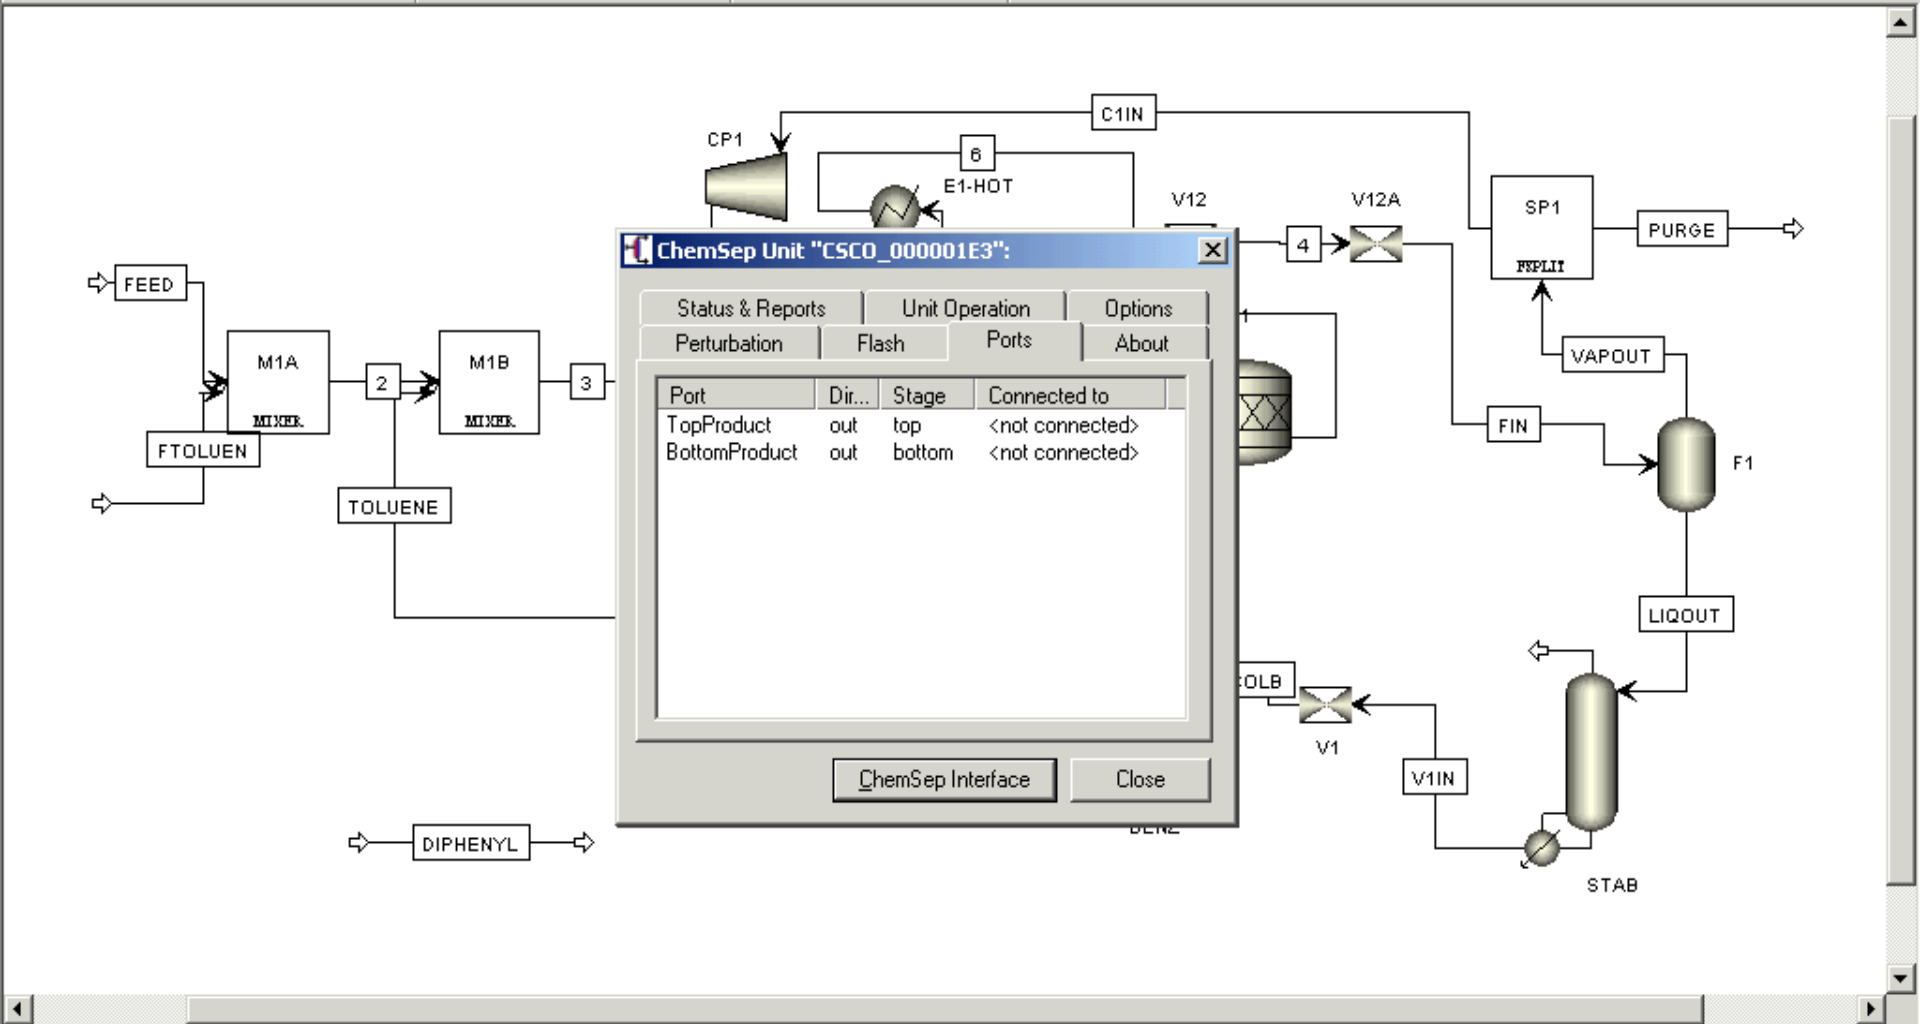 C1IN
CP1
6
E1-HOT
V12
V12A
SP1
FSPLIT
PURGE
4
FEED
ChemSep Unit "CSCO_000001E3":
Status & Reports
Unit Operation
Options
Perturbation
Flash
Ports
About
Port Dir... Stage Connected to
TopProduct out top <not connected>
BottomProduct out bottom <not connected>
ChemSep Interface
Close
M1A
MIXER
2
M1B
MIXER
3
FTOLUEN
TOLUENE
VAPOUT
FIN
F1
LIQOUT
V1
V1IN
STAB
DIPHENYL